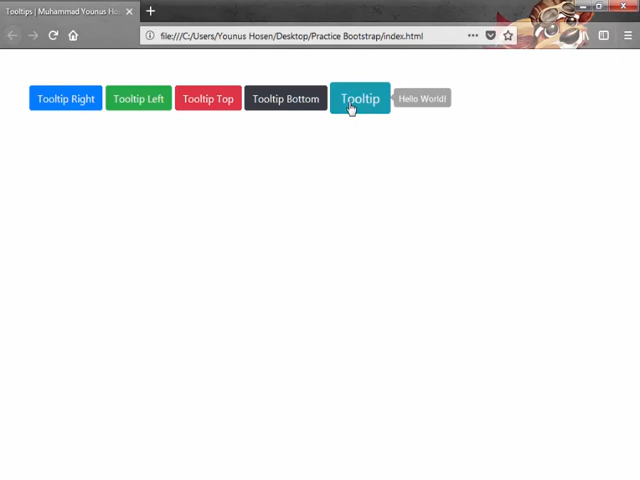 Tooltips | Muhammad Younus Hos
file:///C:/Users/Younus Hosen/Desktop/Practice Bootstrap/index.html
Tooltip Right Tooltip Left Tooltip Top Tooltip Bottom Tooltip Hello World!